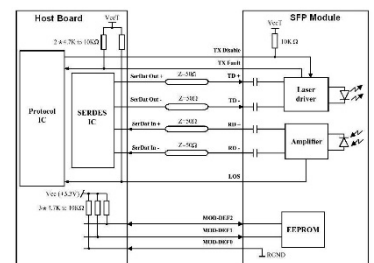 Host Board
SFP Module
VccT
VccT
2 x 4.7K to 10KΩ
10KΩ
TX Disable
TX Fault
Protocol
IC
SERDES
IC
SerDat Out +
Z=50Ω
TD +
SerDat Out -
Z=50Ω
TD -
SerDat In +
Z=50Ω
RD +
SerDat In -
Z=50Ω
RD -
Laser
driver
Amplifier
LOS
Vcc (+3.3V)
3x 4.7K to 10KΩ
MOD-DEF2
MOD-DEF1
MOD-DEF0
EEPROM
RGND